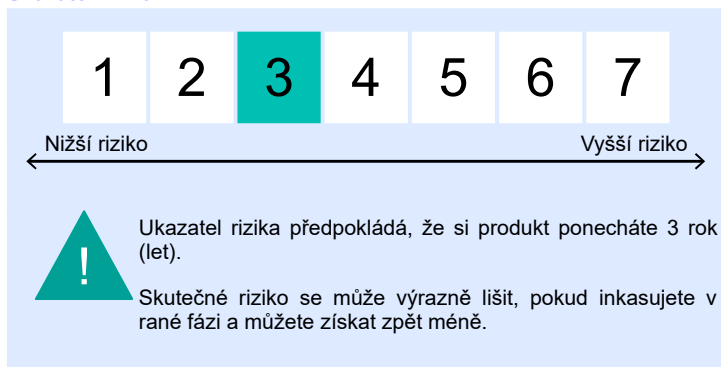 1 2 3 4 5 6 7
Nižší riziko Vyšší riziko
! Ukazatel rizika předpokládá, že si produkt ponecháte 3 rok
(let).
Skutečné riziko se může výrazně lišit, pokud inkasujete v
rané fázi a můžete získat zpět méně.